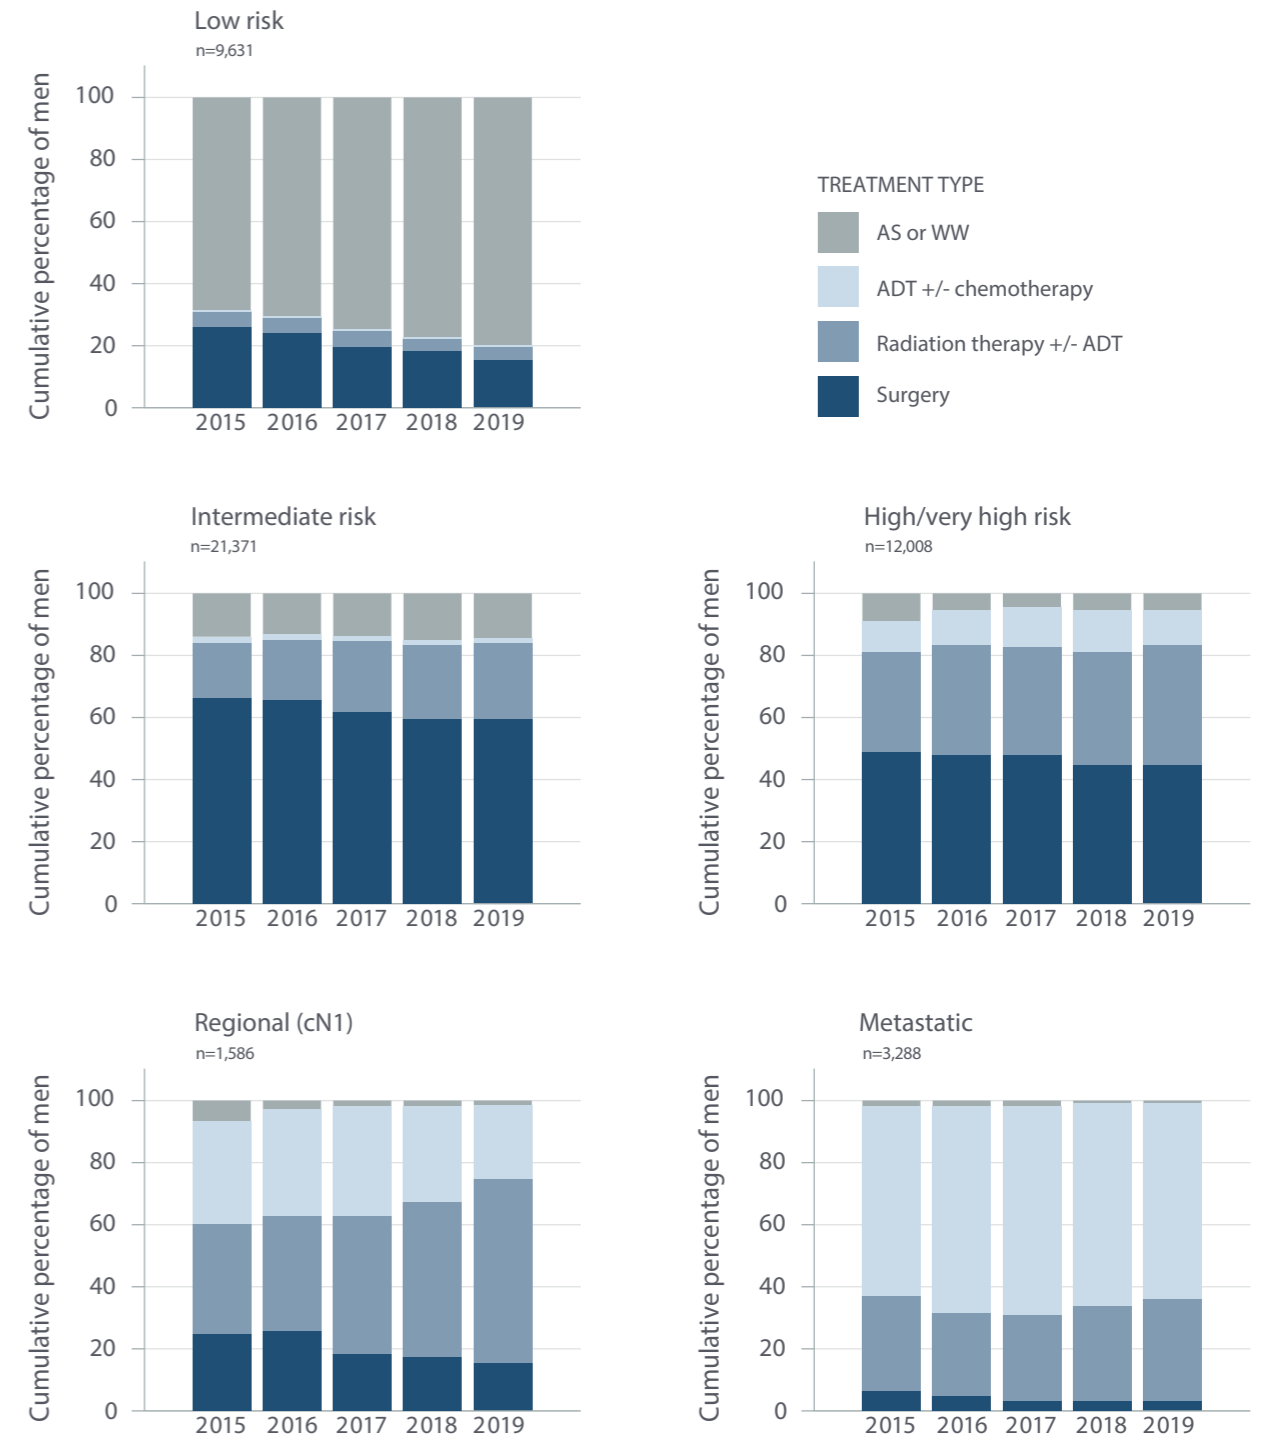 Low risk
n=9,631
Cumulative percentage of men
100
80
60
40
20
0
2015 2016 2017 2018 2019
TREATMENT TYPE
AS or WW
ADT +/- chemotherapy
Radiation therapy +/- ADT
Surgery
Intermediate risk
n=21,371
Cumulative percentage of men
100
80
60
40
20
0
2015 2016 2017 2018 2019
High/very high risk
n=12,008
Cumulative percentage of men
100
80
60
40
20
0
2015 2016 2017 2018 2019
Regional (cN1)
n=1,586
Cumulative percentage of men
100
80
60
40
20
0
2015 2016 2017 2018 2019
Metastatic
n=3,288
Cumulative percentage of men
100
80
60
40
20
0
2015 2016 2017 2018 2019